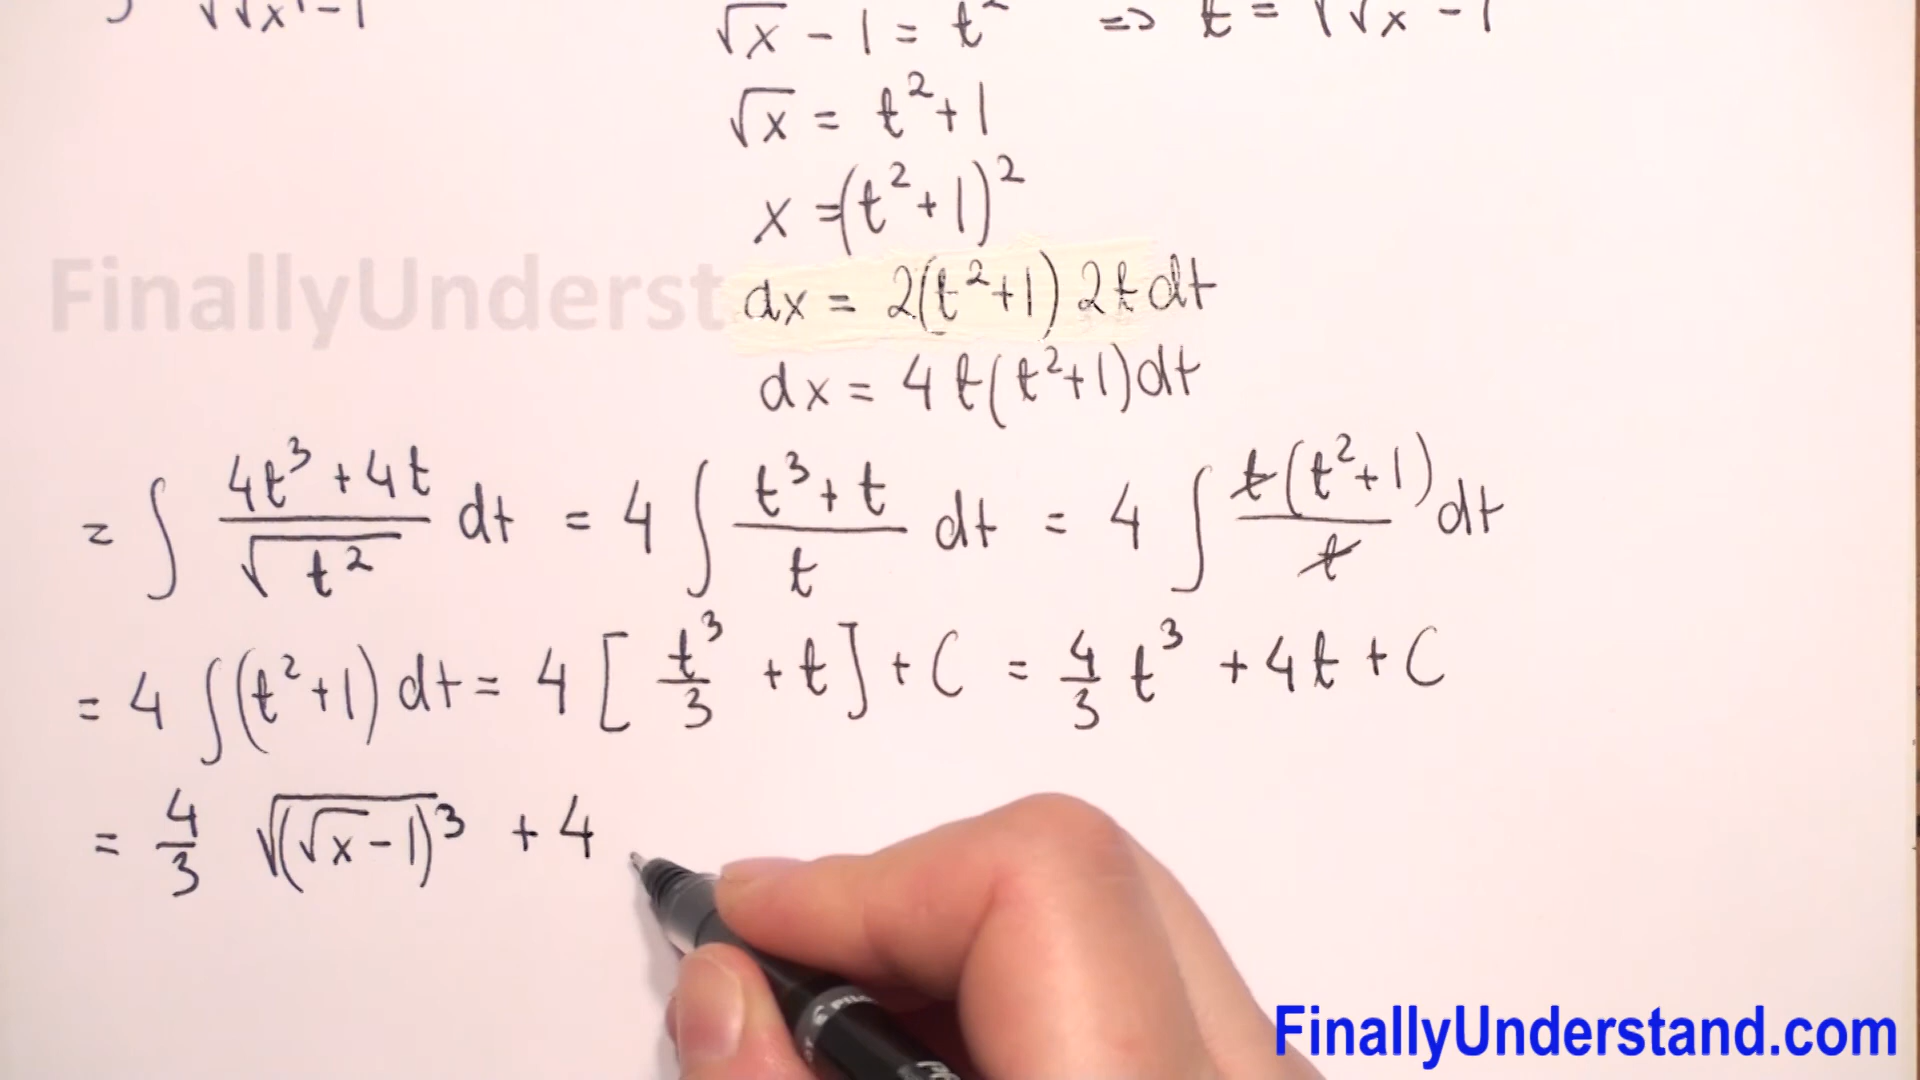 ∫ √(√x - 1)
√x - 1 = t² => t = √(√x - 1)
√x = t² + 1
x = (t² + 1)²
FinallyUnderst
dx = 2(t² + 1) 2t dt
dx = 4t(t² + 1)dt
= ∫ (4t³ + 4t)/√(t²) dt = 4 ∫ (t³ + t)/t dt = 4 ∫ t(t² + 1)/t dt
= 4 ∫(t² + 1) dt = 4 [t³/3 + t] + C = 4/3 t³ + 4t + C
= 4/3 √(√x - 1)³ + 4
PILOT
FinallyUnderstand.com